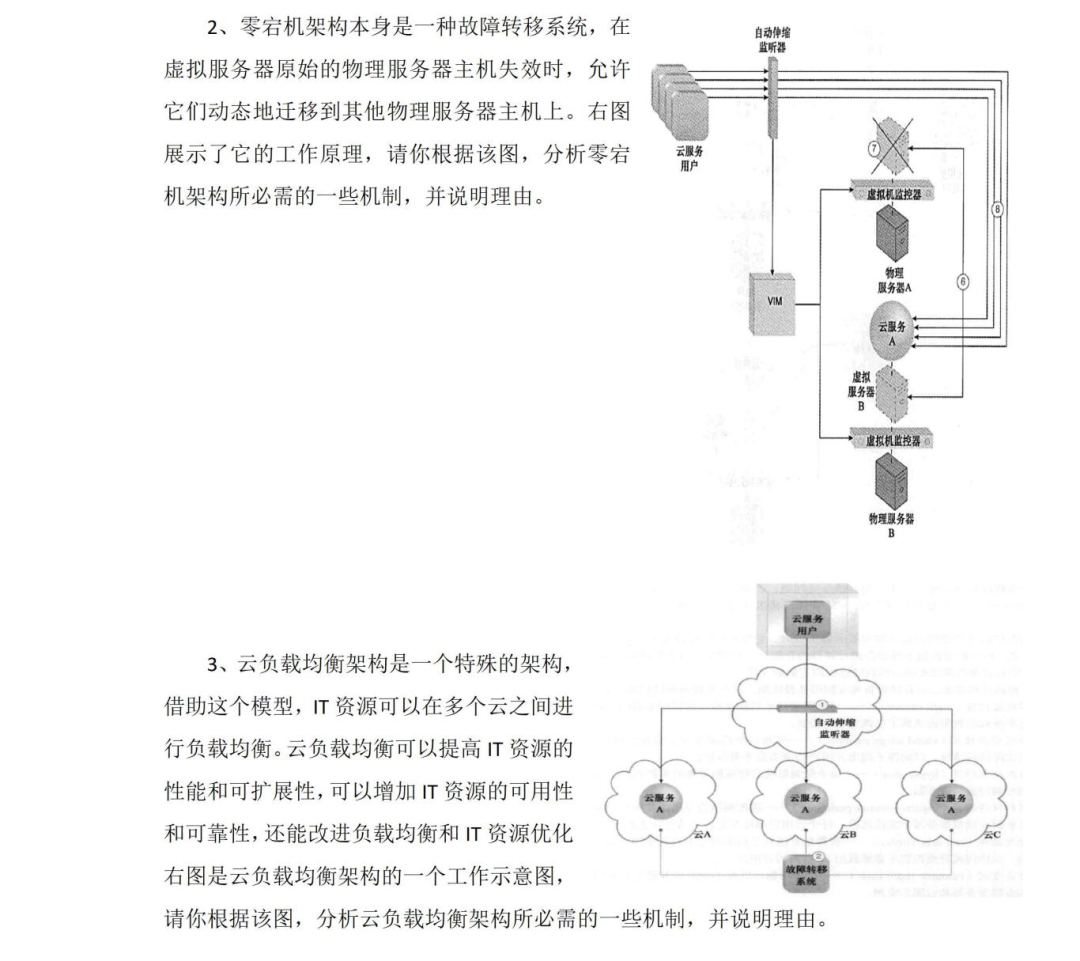 2、零宕机架构本身是一种故障转移系统，在
虚拟服务器原始的物理服务器主机失效时，允许
它们动态地迁移到其他物理服务器主机上。右图
展示了它的工作原理，请你根据该图，分析零宕
机架构所必需的一些机制，并说明理由。
自动伸缩
监听器
云服务
用户
⑦
虚拟机监控器
⑧
物理
服务器A
⑥
VIM
云服务
A
虚拟
服务器
B
虚拟机监控器
物理服务器
B
云服务
用户
3、云负载均衡架构是一个特殊的架构，
借助这个模型，IT 资源可以在多个云之间进
行负载均衡。云负载均衡可以提高 IT 资源的
性能和可扩展性，可以增加 IT 资源的可用性
和可靠性，还能改进负载均衡和 IT 资源优化
右图是云负载均衡架构的一个工作示意图，
请你根据该图，分析云负载均衡架构所必需的一些机制，并说明理由。
①
自动伸缩
监听器
云服务
A
云A
云服务
A
云B
云服务
A
云C
②
故障转移
系统